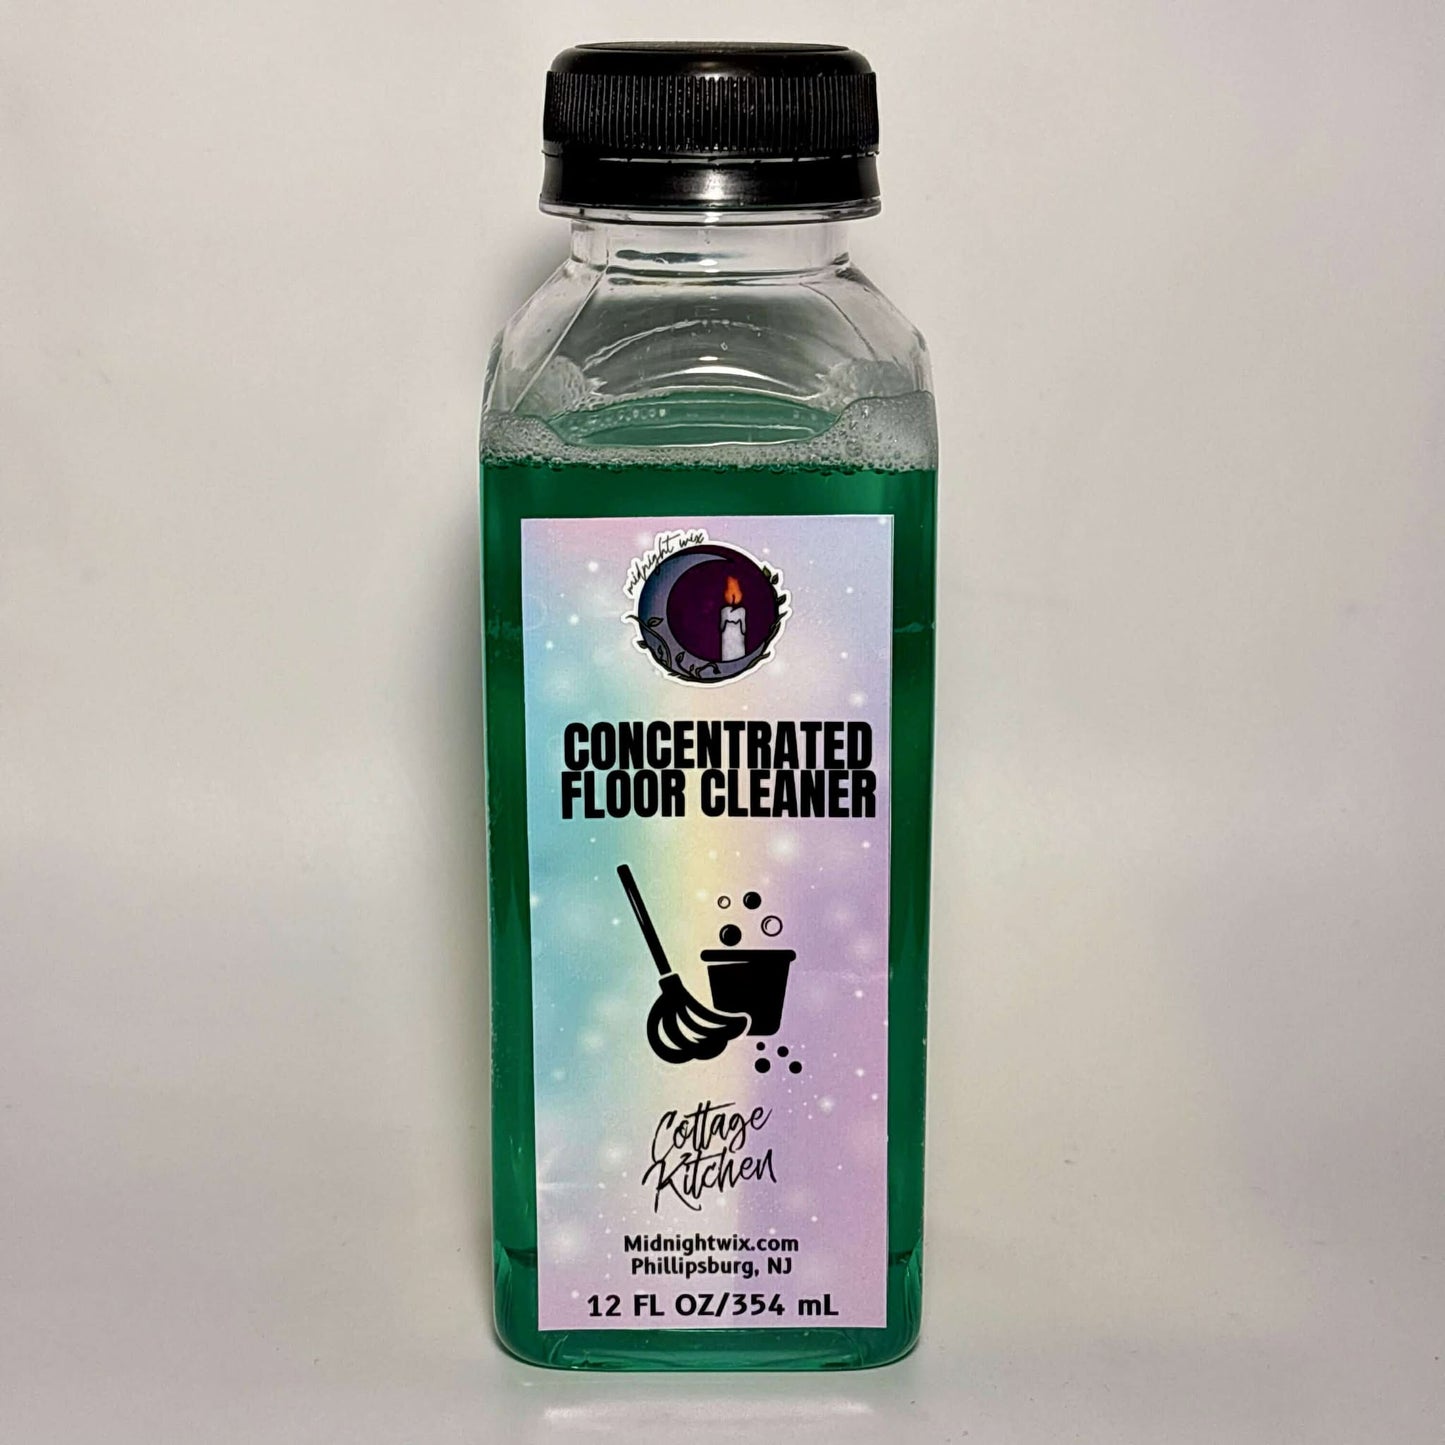 midnight wix
CONCENTRATED
FLOOR CLEANER
Cottage
Kitchen
Midnightwix.com
Phillipsburg, NJ
12 FL OZ/354 mL